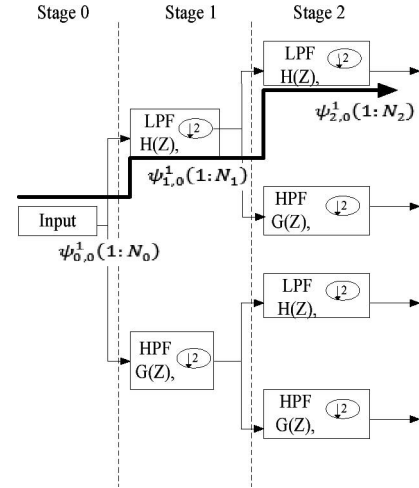 Stage 0
Stage 1
Stage 2
LPF
H(Z),
↓2
ψ¹₂,₀(1:N₂)
LPF
H(Z),
↓2
ψ¹₁,₀(1:N₁)
Input
ψ¹₀,₀(1:N₀)
HPF
G(Z),
↓2
LPF
H(Z),
↓2
HPF
G(Z),
↓2
HPF
G(Z),
↓2